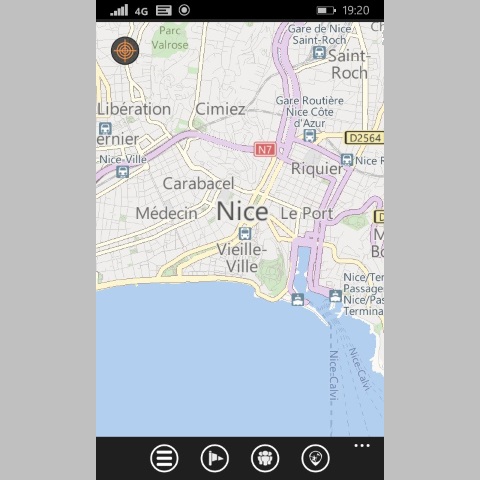 4G
19:20
Parc
Valrose
Gare de Nice
Saint-Roch
Saint-
Roch
Libération
Cimiez
Gare Routière
Nice Côte
d'Azur
ernier
D2564
Nice-Ville
N7
Riquier
Nice R
Carabacel
Médecin
Nice
Le Port
D
M
Bo
Vieille-
Ville
Nice/Ter
Passage
Nice/Pas
Termina
Nice-Calvi
Nice-Calvi